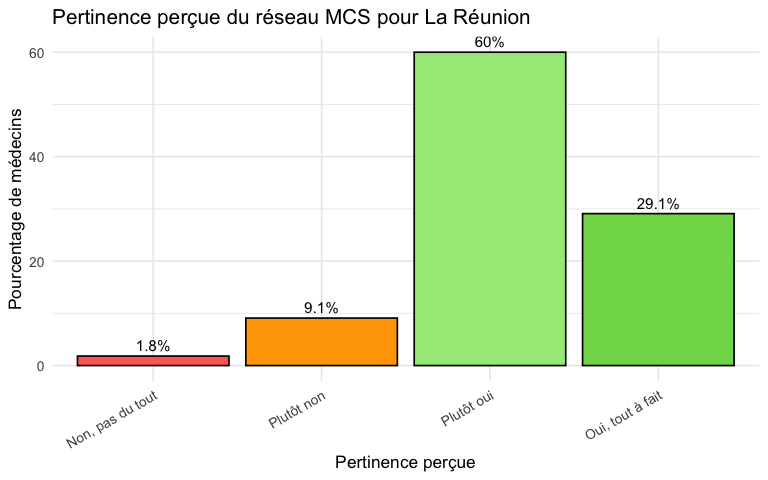 Pertinence perçue du réseau MCS pour La Réunion
Pourcentage de médecins
60
40
20
0
1.8%
9.1%
60%
29.1%
Non, pas du tout
Plutôt non
Plutôt oui
Oui, tout à fait
Pertinence perçue